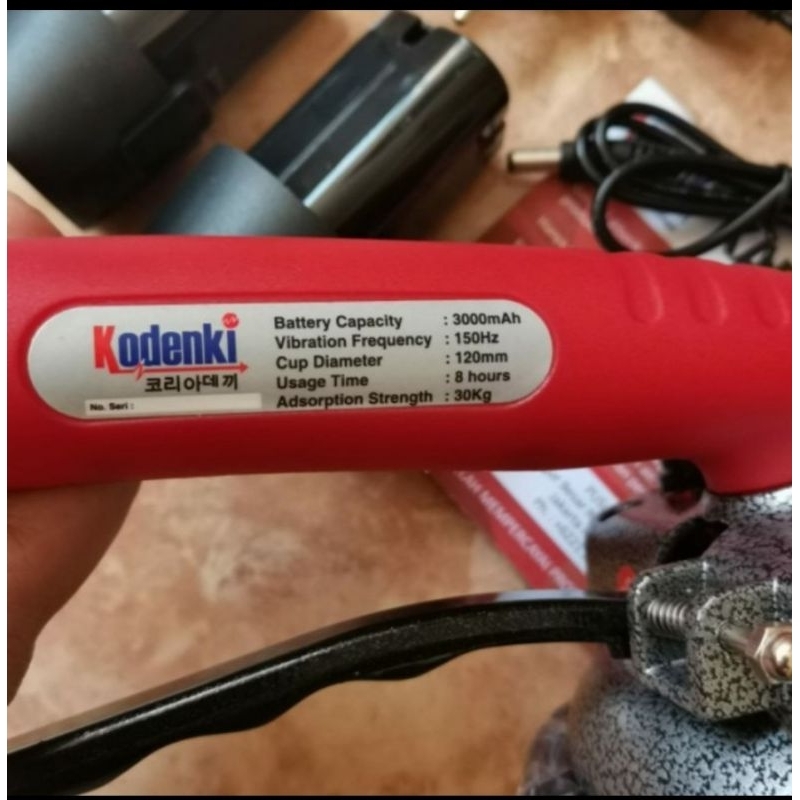 Kodenki
코리아데끼
No. Seri :
Battery Capacity : 3000mAh
Vibration Frequency : 150Hz
Cup Diameter : 120mm
Usage Time : 8 hours
Adsorption Strength : 30Kg